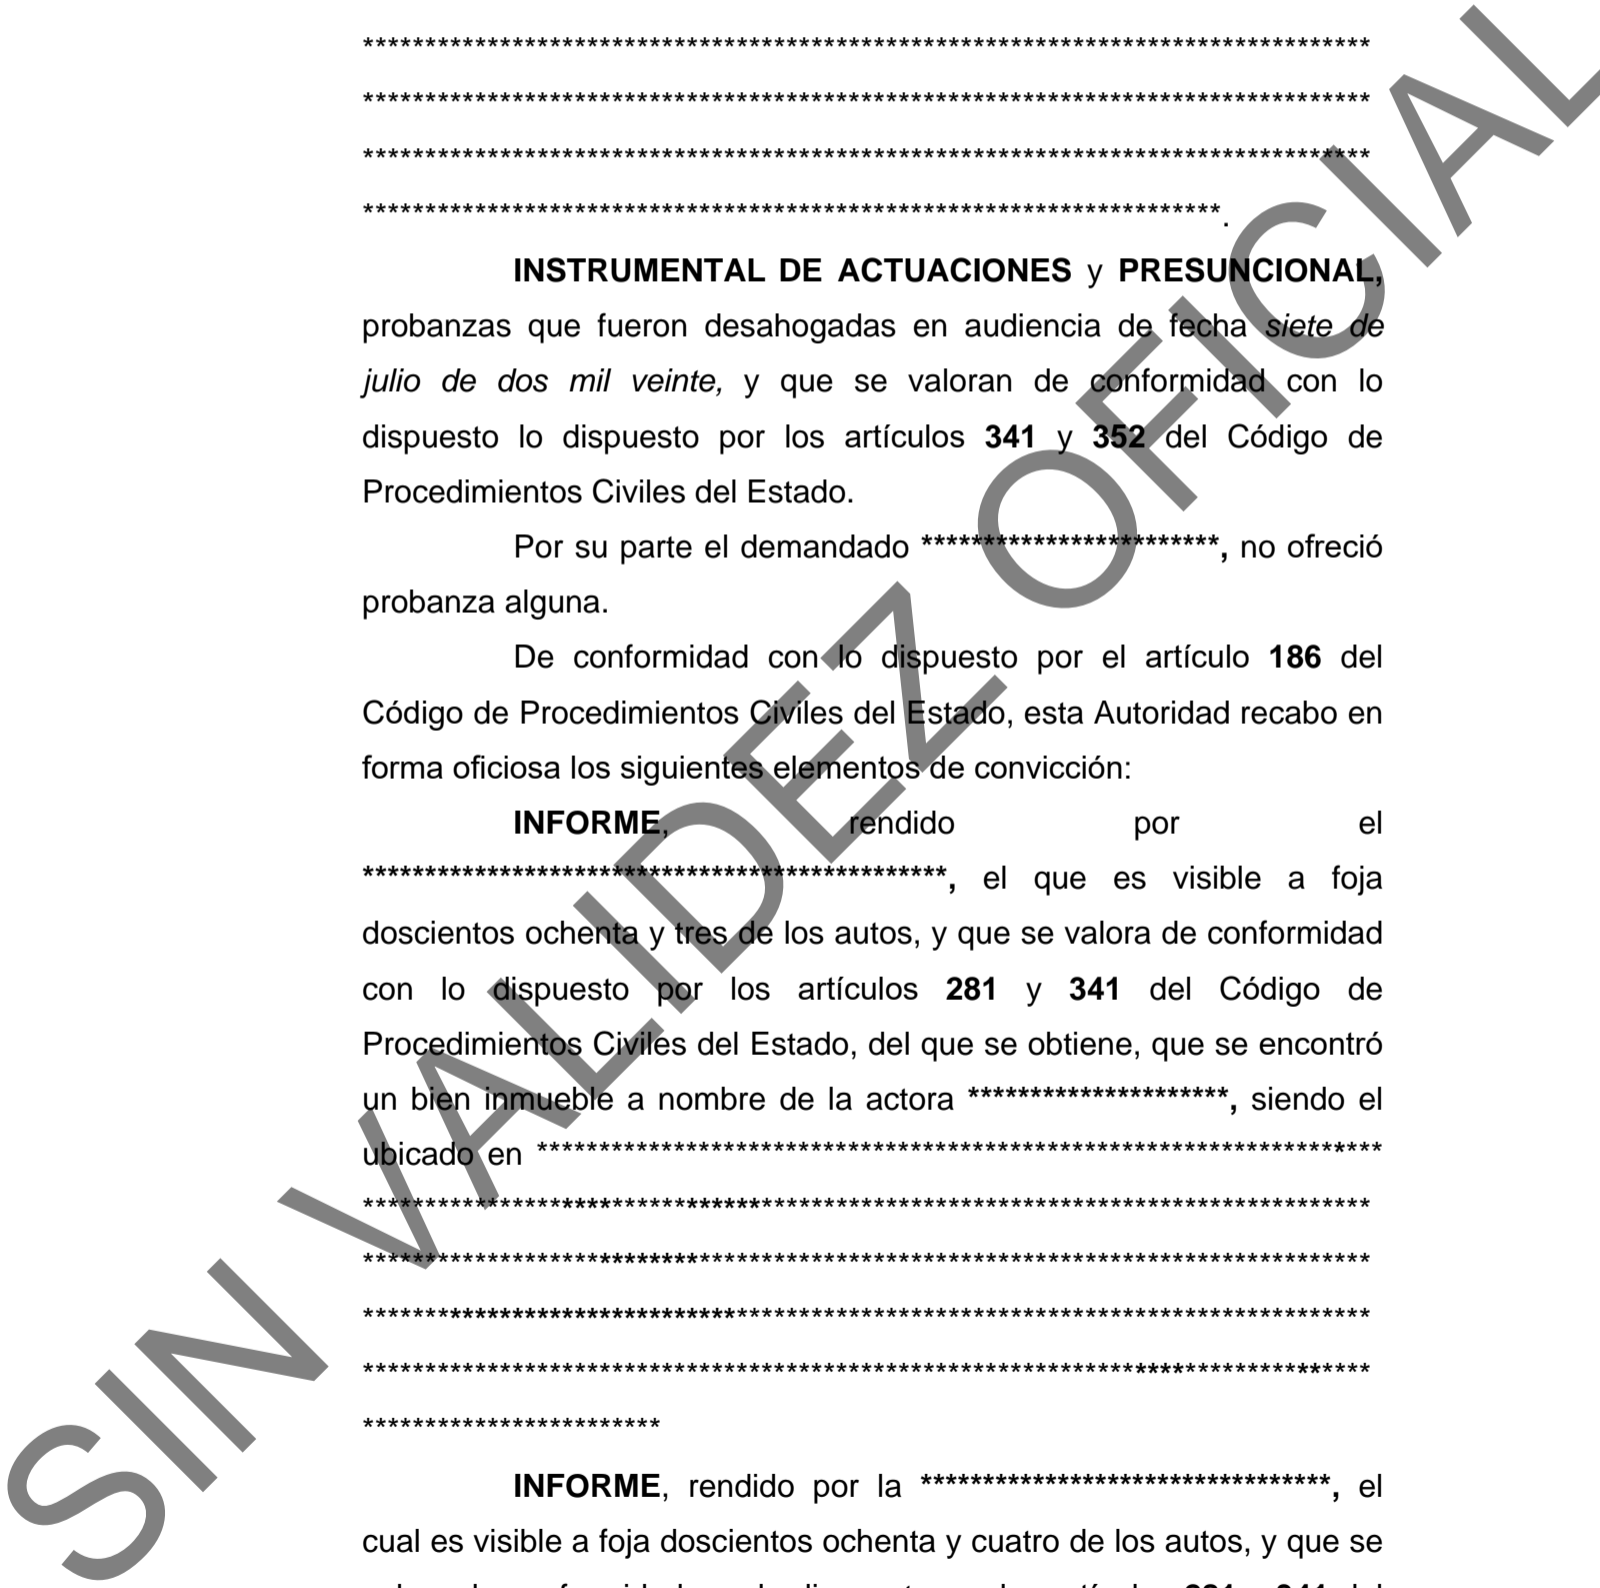 *********************************************************************************
*********************************************************************************
*********************************************************************************
*********************************************************************.
INSTRUMENTAL DE ACTUACIONES y PRESUNCIONAL,
probanzas que fueron desahogadas en audiencia de fecha siete de
julio de dos mil veinte, y que se valoran de conformidad con lo
dispuesto lo dispuesto por los artículos 341 y 352 del Código de
Procedimientos Civiles del Estado.
Por su parte el demandado ************************, no ofreció
probanza alguna.
De conformidad con lo dispuesto por el artículo 186 del
Código de Procedimientos Civiles del Estado, esta Autoridad recabo en
forma oficiosa los siguientes elementos de convicción:
INFORME, rendido por el
***********************************************, el que es visible a foja
doscientos ochenta y tres de los autos, y que se valora de conformidad
con lo dispuesto por los artículos 281 y 341 del Código de
Procedimientos Civiles del Estado, del que se obtiene, que se encontró
un bien inmueble a nombre de la actora *********************, siendo el
ubicado en ********************************************************************
*********************************************************************************
*********************************************************************************
*********************************************************************************
*********************************************************************************
************************
INFORME, rendido por la *********************************, el
cual es visible a foja doscientos ochenta y cuatro de los autos, y que se
SIN VALIDEZ OFICIAL